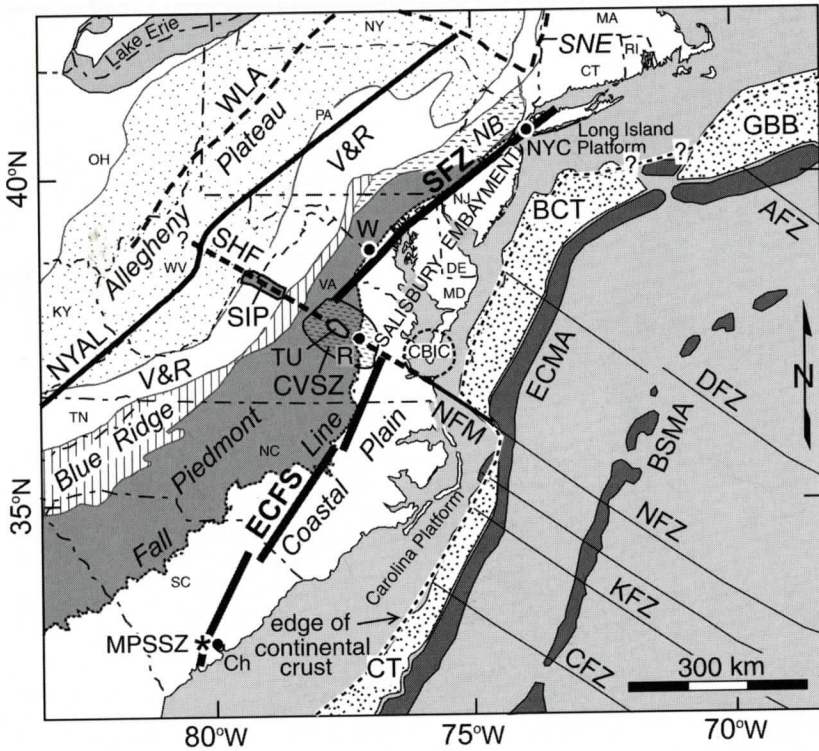 MA
NY
Lake Erie
SNE
RI
CT
WLA
PA
NB
Long Island
Platform
NYC
GBB
OH
Plateau
V&R
SFZ
? ?
40°N
BCT
NJ
AFZ
Allegheny
?
SHF
W
SALISBURY EMBAYMENT
WV
VA
DE
MD
KY
SIP
NYAL
TU
R
CBIC
CVSZ
ECMA
DFZ
N
V&R
TN
Blue Ridge
Piedmont
NC
Line
Plain
NFM
BSMA
35°N
ECFS
Coastal
Fall
Carolina Platform
NFZ
SC
KFZ
MPSSZ *
Ch
edge of
continental
crust
CT
CFZ
300 km
80°W
75°W
70°W